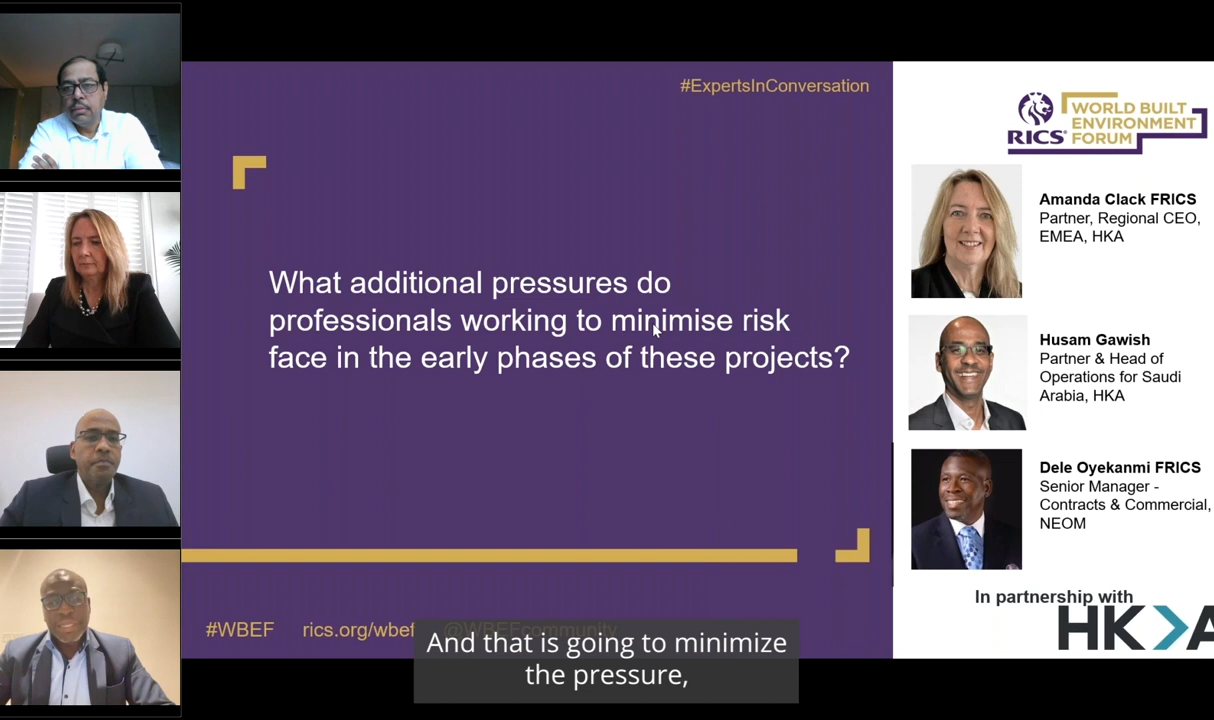 #ExpertsInConversation
What additional pressures do
professionals working to minimise risk
face in the early phases of these projects?
#WBEF rics.org/wbef @WBEFcommunity
And that is going to minimize
the pressure,
RICS
WORLD BUILT
ENVIRONMENT
FORUM
Amanda Clack FRICS
Partner, Regional CEO,
EMEA, HKA
Husam Gawish
Partner & Head of
Operations for Saudi
Arabia, HKA
Dele Oyekanmi FRICS
Senior Manager -
Contracts & Commercial,
NEOM
In partnership with
HKA